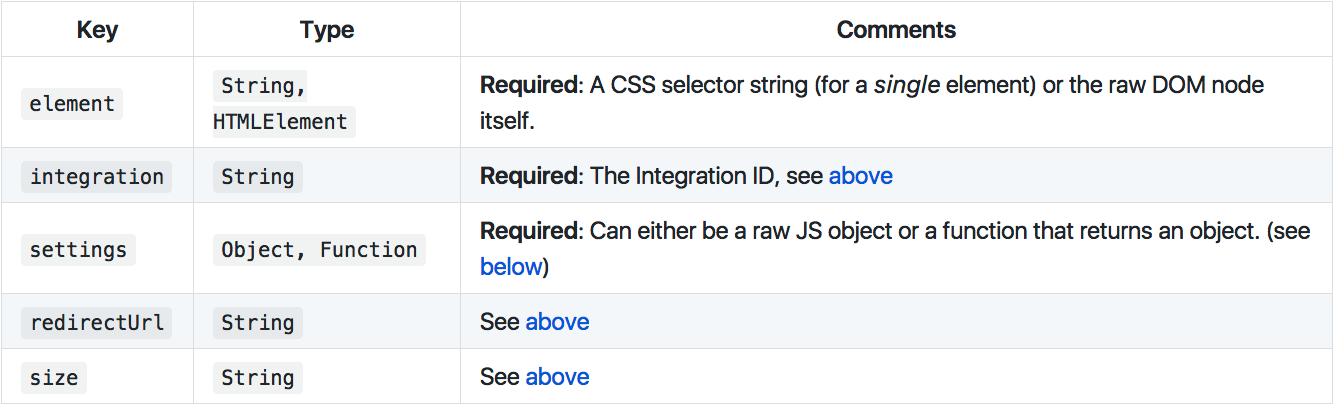 Key Type Comments
element String, HTMLElement Required: A CSS selector string (for a single element) or the raw DOM node
itself.
integration String Required: The Integration ID, see above
settings Object, Function Required: Can either be a raw JS object or a function that returns an object. (see
below)
redirectUrl String See above
size String See above